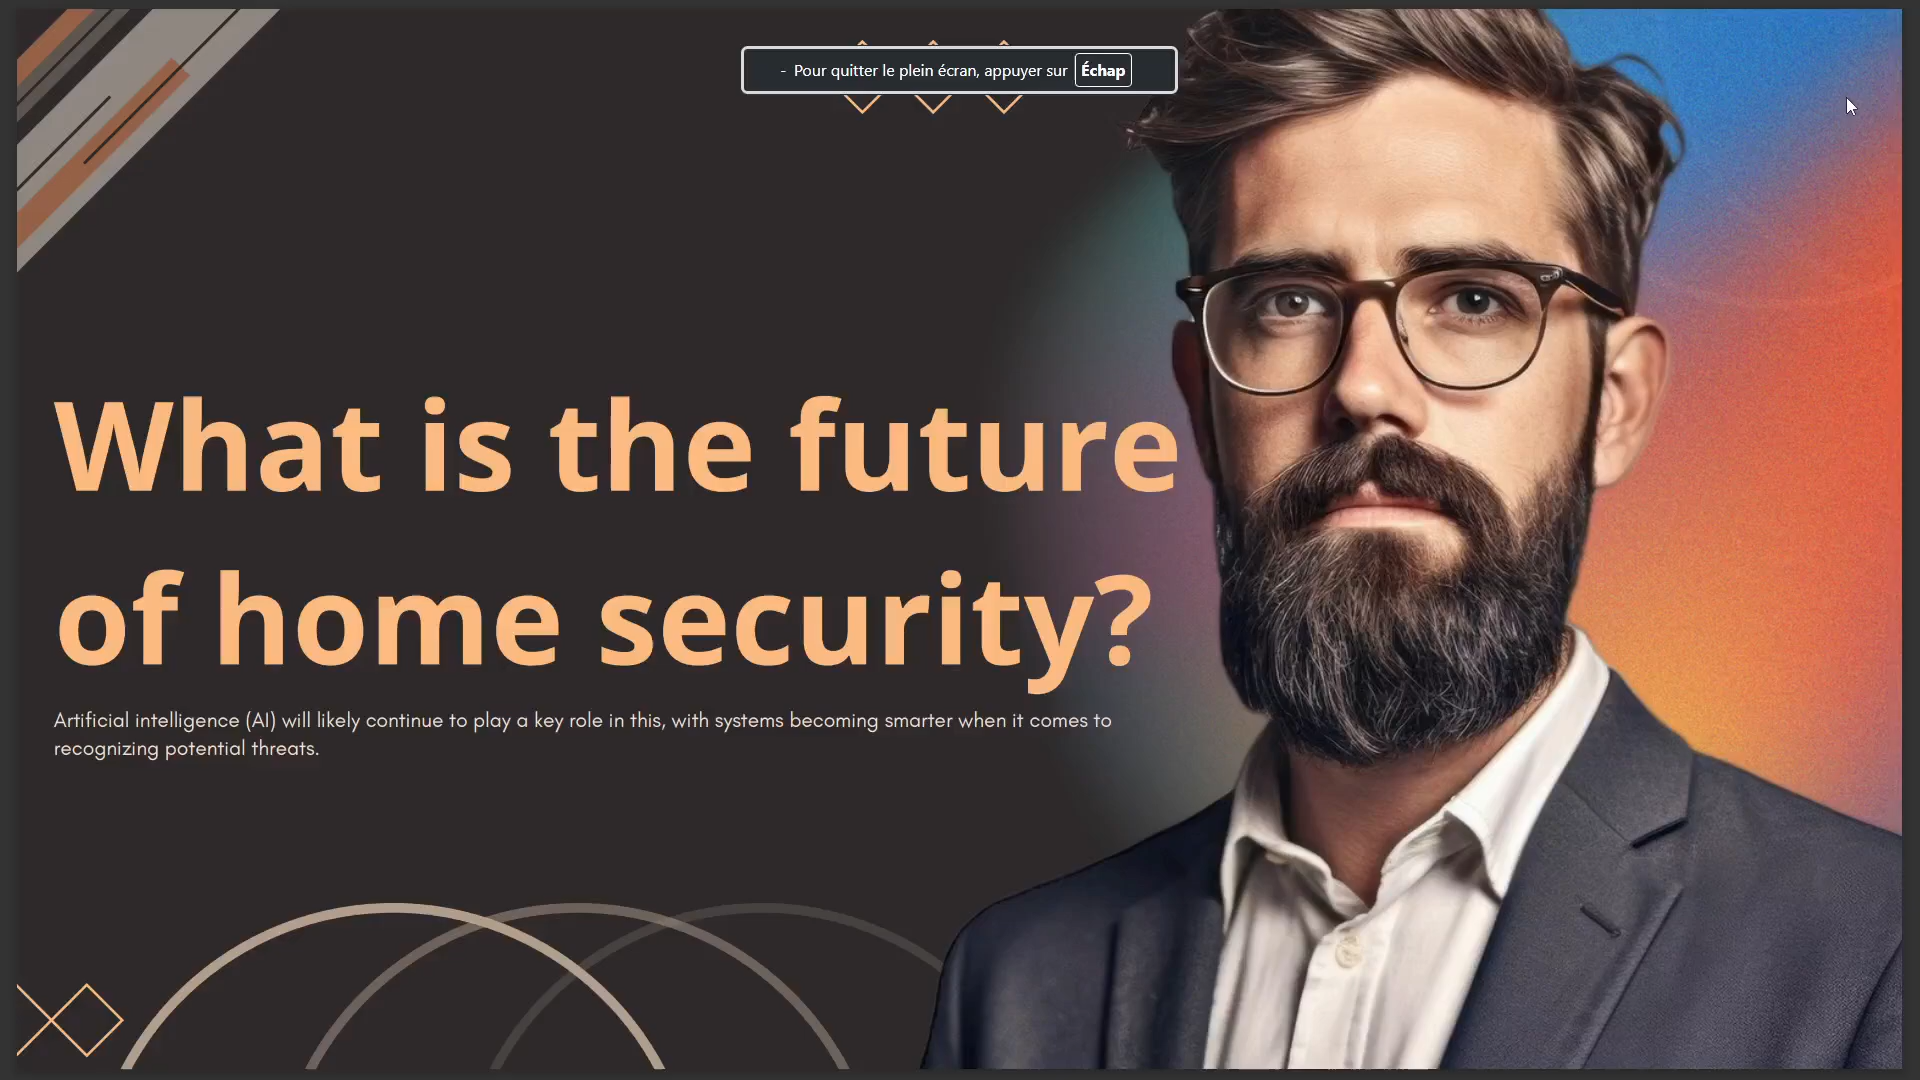 - Pour quitter le plein écran, appuyer sur Échap
What is the future
of home security?
Artificial intelligence (AI) will likely continue to play a key role in this, with systems becoming smarter when it comes to
recognizing potential threats.